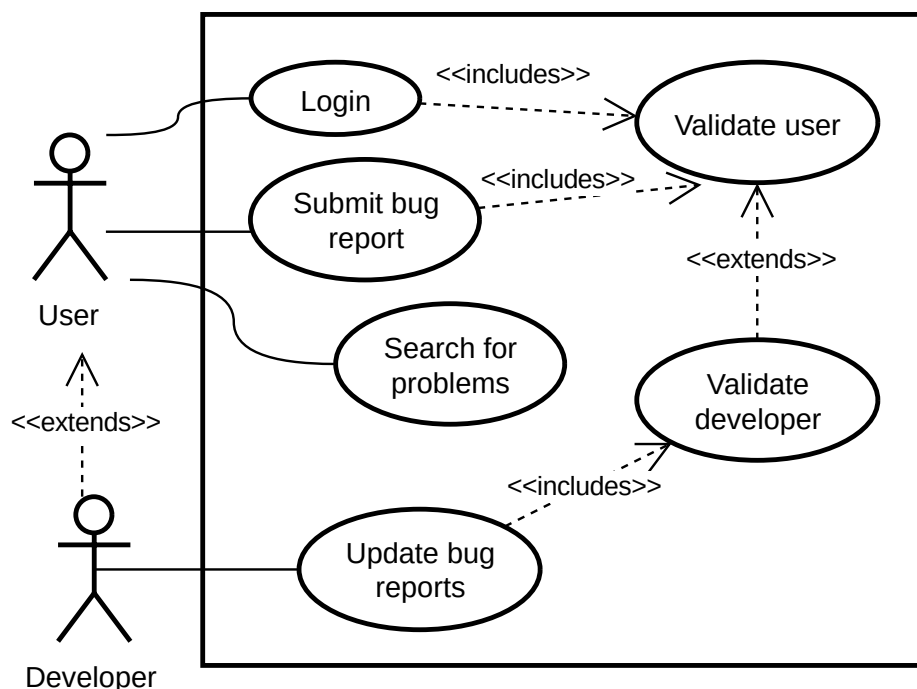 <<includes>>
Login
Validate user
<<includes>>
Submit bug
report
<<extends>>
User
Search for
problems
Validate
developer
<<extends>>
<<includes>>
Update bug
reports
Developer